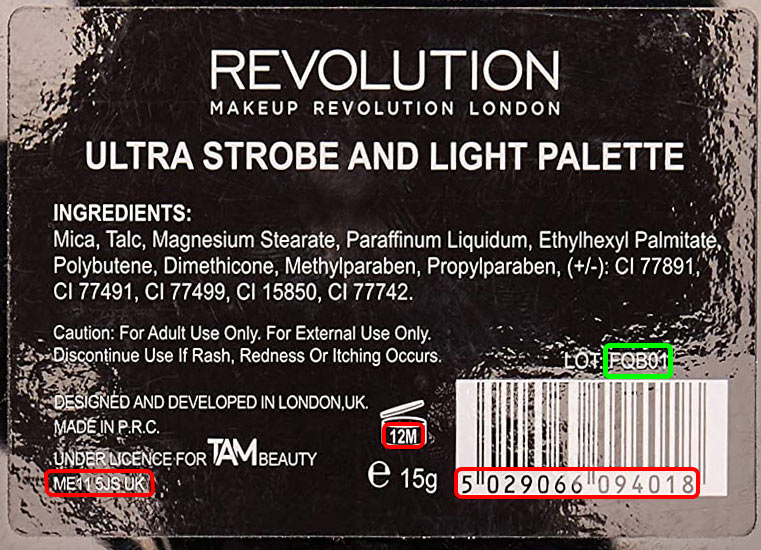 REVOLUTION
MAKEUP REVOLUTION LONDON
ULTRA STROBE AND LIGHT PALETTE
INGREDIENTS:
Mica, Talc, Magnesium Stearate, Paraffinum Liquidum, Ethylhexyl Palmitate,
Polybutene, Dimethicone, Methylparaben, Propylparaben, (+/-): CI 77891,
CI 77491, CI 77499, CI 15850, CI 77742.
Caution: For Adult Use Only. For External Use Only.
Discontinue Use If Rash, Redness Or Itching Occurs.
LOT: FQB01
DESIGNED AND DEVELOPED IN LONDON,UK.
MADE IN P.R.C.
12M
UNDER LICENCE FOR TAM BEAUTY
ME11 5JS UK
e 15g
5 029066 094018